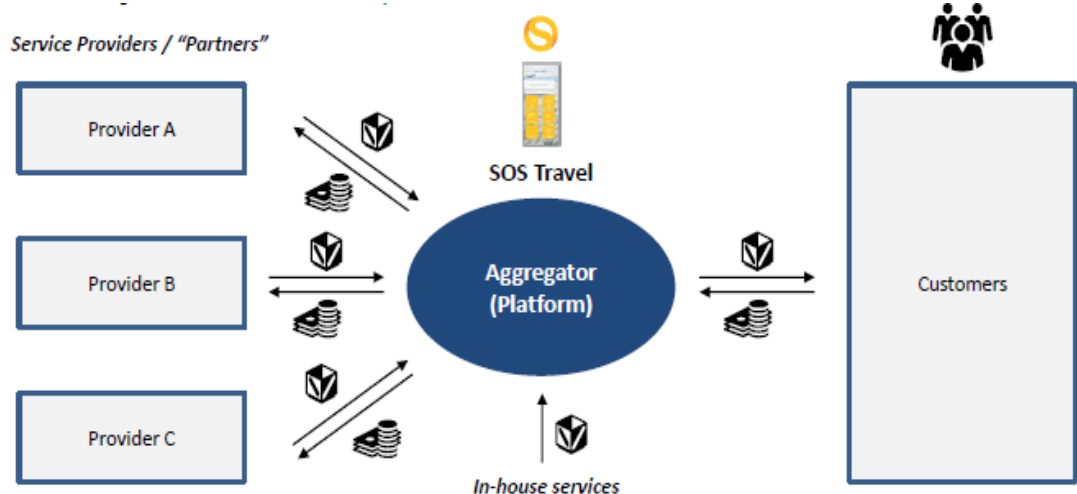 Service Providers / “Partners”
Provider A
SOS Travel
Provider B
Aggregator
(Platform)
Customers
Provider C
In-house services